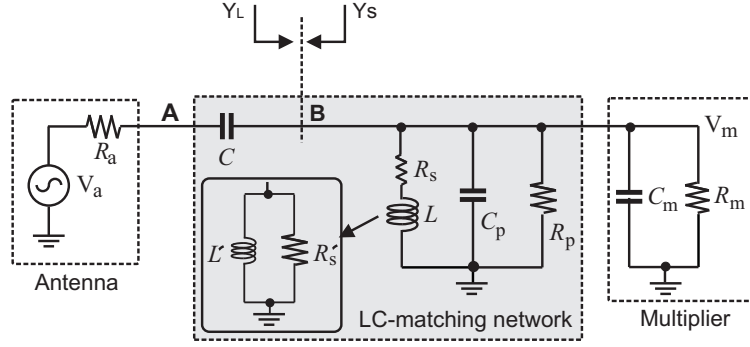 YL YS
A B Vm
Ra C Rs
Va L Cp Rp Cm Rm
L′ Rs′
Antenna LC-matching network Multiplier